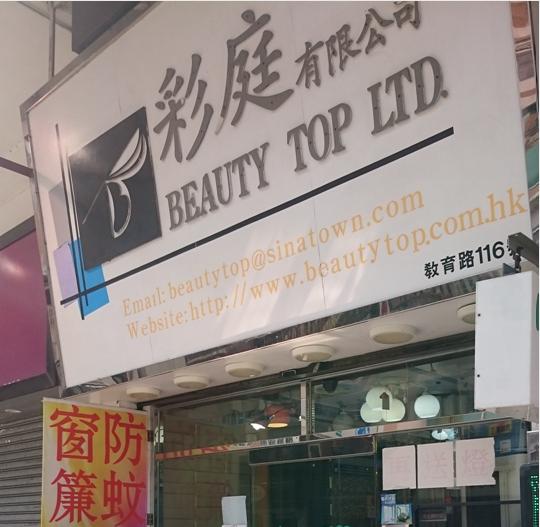 彩庭有限公司
BEAUTY TOP LTD.
Email:beautytop@sinatown.com
Website:http://www.beautytop.com.hk
教育路116號
防蚊
窗簾